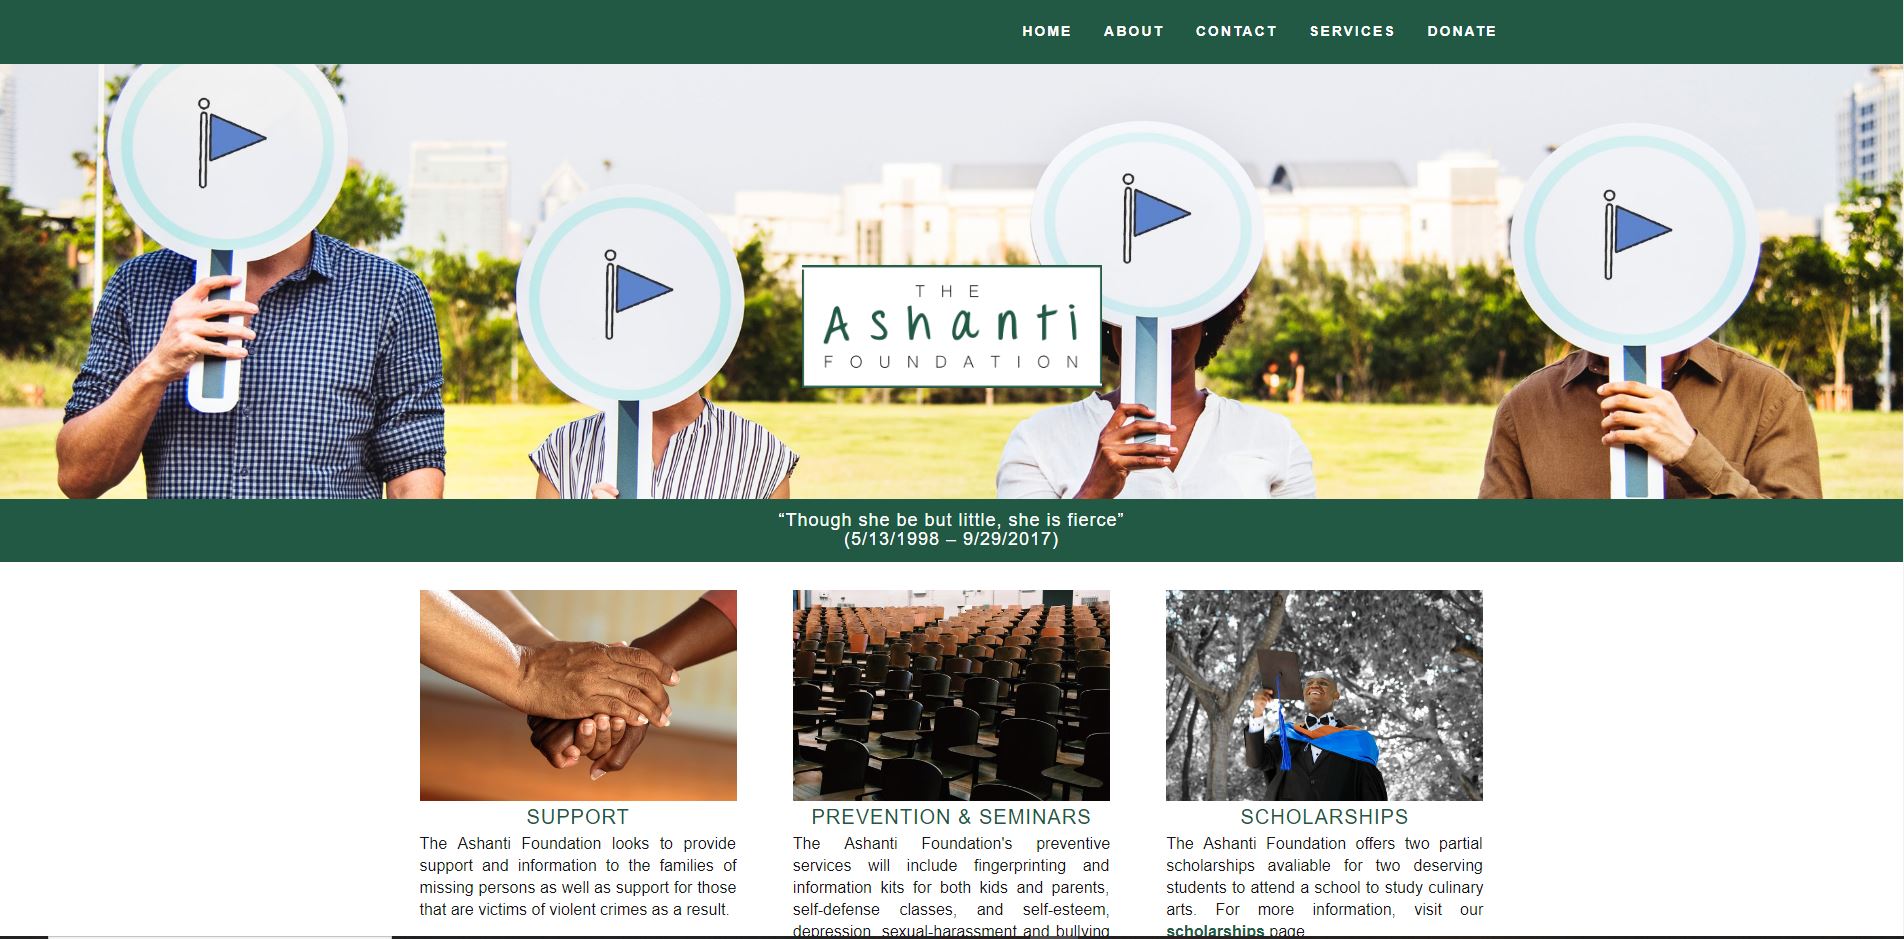 HOME ABOUT CONTACT SERVICES DONATE
THE
Ashanti
FOUNDATION
“Though she be but little, she is fierce”
(5/13/1998 – 9/29/2017)
SUPPORT
The Ashanti Foundation looks to provide
support and information to the families of
missing persons as well as support for those
that are victims of violent crimes as a result.
PREVENTION & SEMINARS
The Ashanti Foundation's preventive
services will include fingerprinting and
information kits for both kids and parents,
self-defense classes, and self-esteem,
depression, sexual-harassment and bullying
SCHOLARSHIPS
The Ashanti Foundation offers two partial
scholarships avaliable for two deserving
students to attend a school to study culinary
arts. For more information, visit our
scholarships page